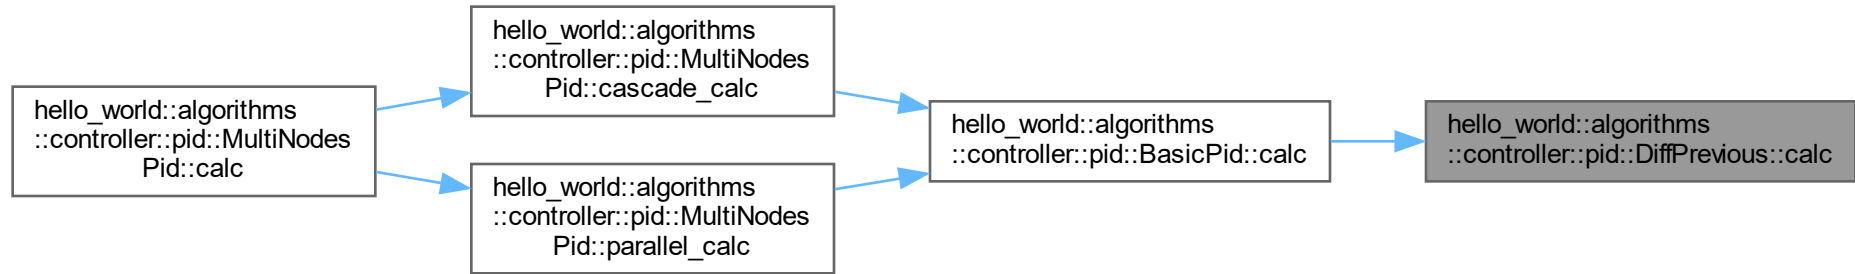 hello_world::algorithms
::controller::pid::MultiNodes
Pid::calc
hello_world::algorithms
::controller::pid::MultiNodes
Pid::cascade_calc
hello_world::algorithms
::controller::pid::MultiNodes
Pid::parallel_calc
hello_world::algorithms
::controller::pid::BasicPid::calc
hello_world::algorithms
::controller::pid::DiffPrevious::calc